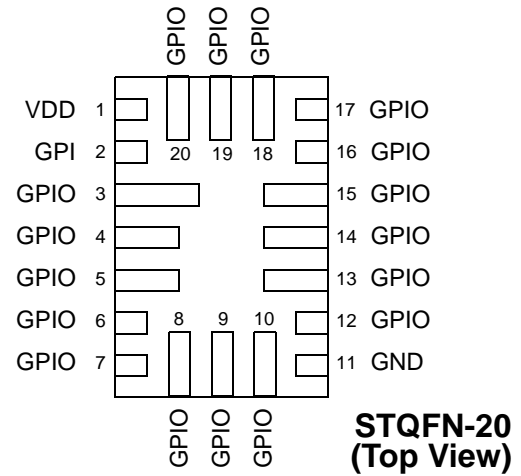 GPIO GPIO GPIO
VDD 1 17 GPIO
GPI 2 20 19 18 16 GPIO
GPIO 3 15 GPIO
GPIO 4 14 GPIO
GPIO 5 13 GPIO
GPIO 6 8 9 10 12 GPIO
GPIO 7 11 GND
GPIO GPIO GPIO
STQFN-20
(Top View)